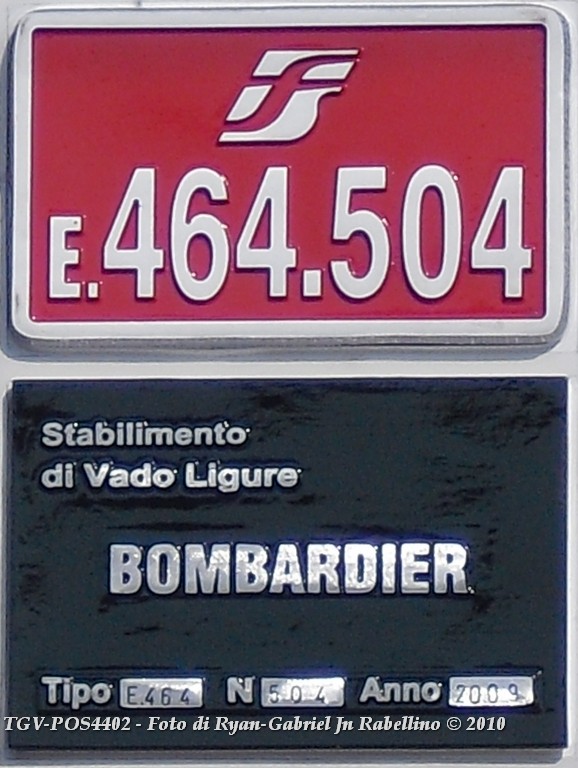 E.464.504
Stabilimento
di Vado Ligure
BOMBARDIER
Tipo E.464 N 504 Anno 2009
TGV-POS4402 - Foto di Ryan-Gabriel Jn Rabellino © 2010